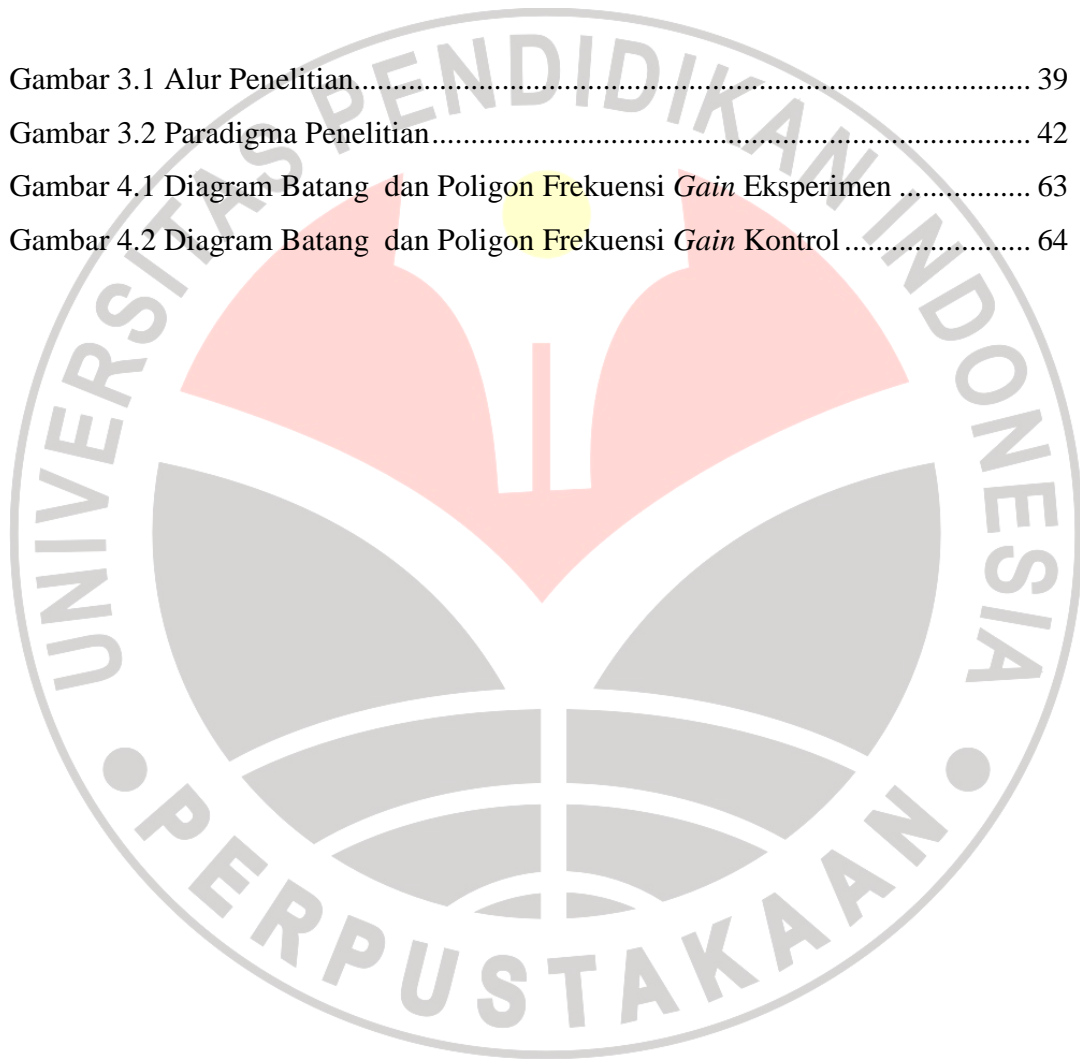 Gambar 3.1 Alur Penelitian.................................................................................. 39
Gambar 3.2 Paradigma Penelitian........................................................................ 42
Gambar 4.1 Diagram Batang  dan Poligon Frekuensi Gain Eksperimen ................ 63
Gambar 4.2 Diagram Batang  dan Poligon Frekuensi Gain Kontrol ...................... 64
UNIVERSITAS PENDIDIKAN INDONESIA
PERPUSTAKAAN